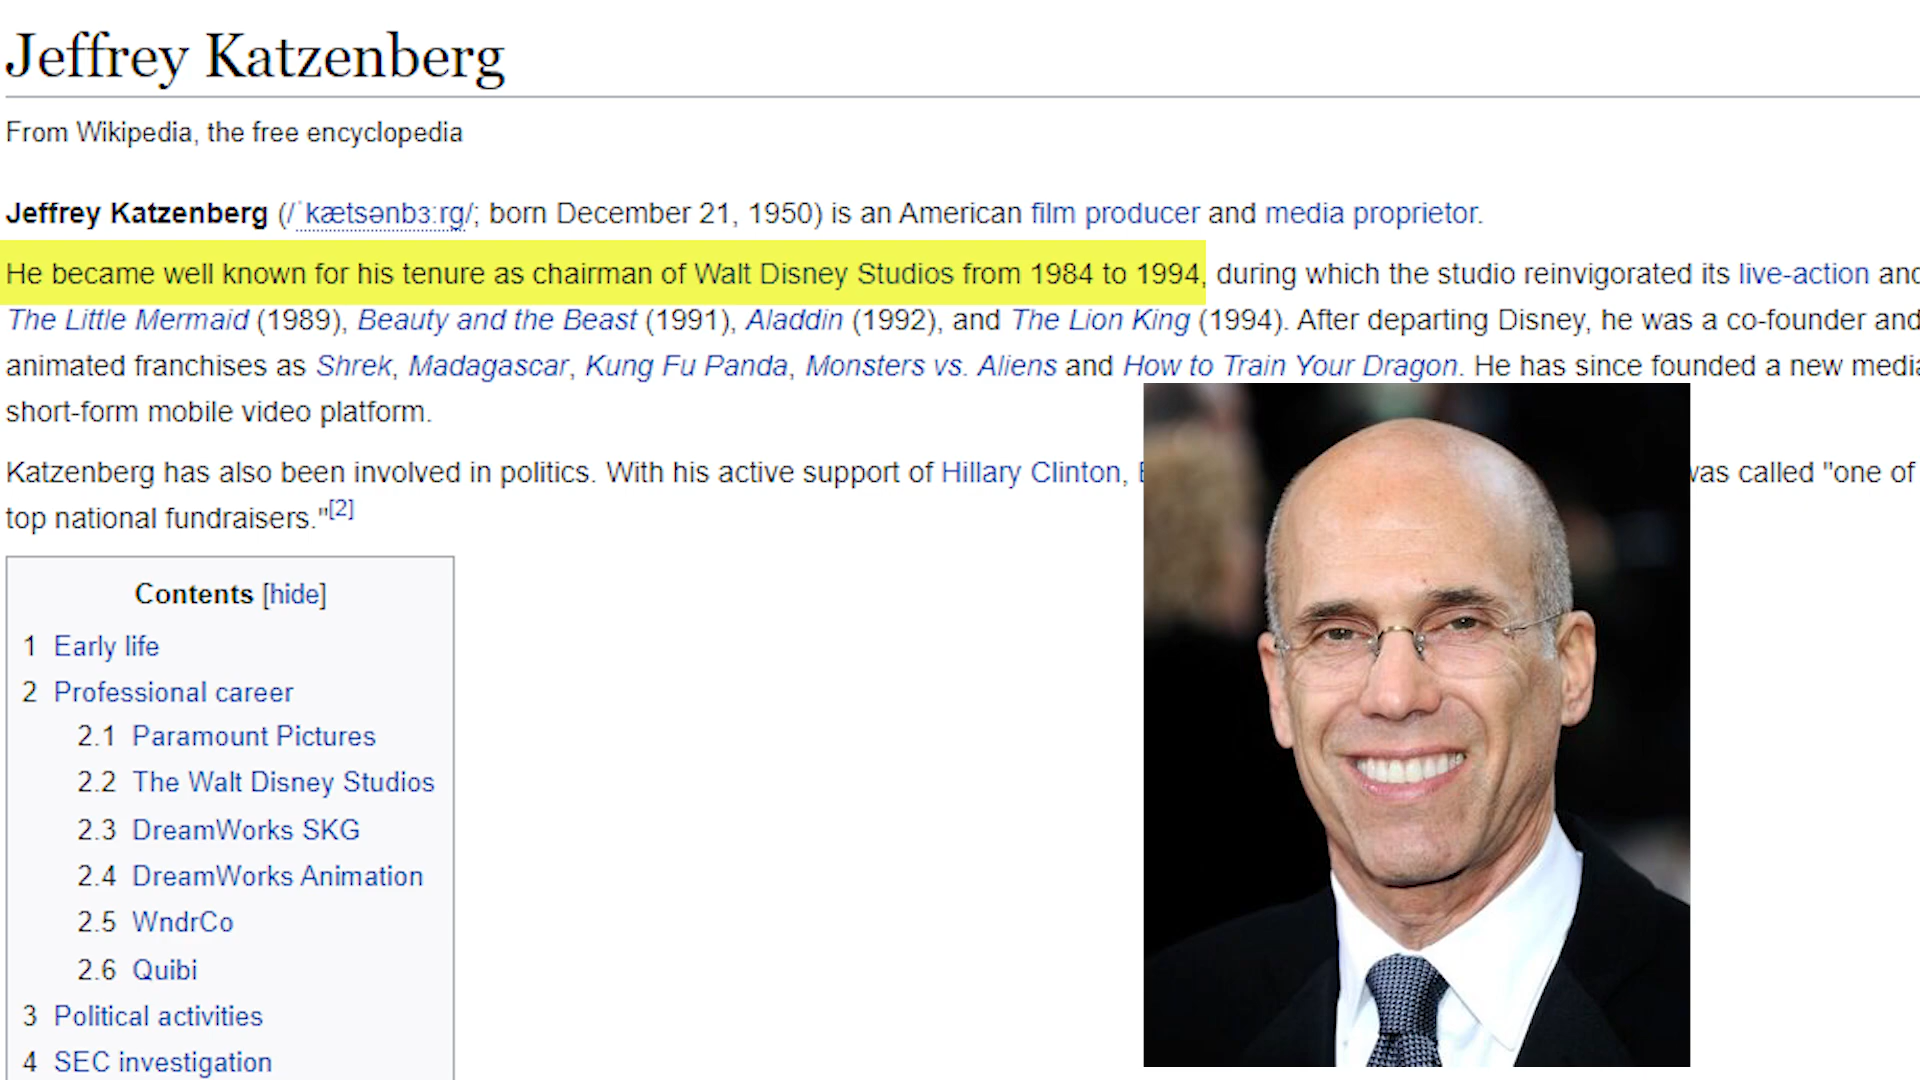 Jeffrey Katzenberg
From Wikipedia, the free encyclopedia
Jeffrey Katzenberg (/ˈkætsənbɜːrɡ/; born December 21, 1950) is an American film producer and media proprietor.
He became well known for his tenure as chairman of Walt Disney Studios from 1984 to 1994, during which the studio reinvigorated its live-action
The Little Mermaid (1989), Beauty and the Beast (1991), Aladdin (1992), and The Lion King (1994). After departing Disney, he was a co-founder and
animated franchises as Shrek, Madagascar, Kung Fu Panda, Monsters vs. Aliens and How to Train Your Dragon. He has since founded a new
short-form mobile video platform.
Katzenberg has also been involved in politics. With his active support of Hillary Clinton, was called "one of
top national fundraisers."[2]
Contents [hide]
1 Early life
2 Professional career
2.1 Paramount Pictures
2.2 The Walt Disney Studios
2.3 DreamWorks SKG
2.4 DreamWorks Animation
2.5 WndrCo
2.6 Quibi
3 Political activities
4 SEC investigation